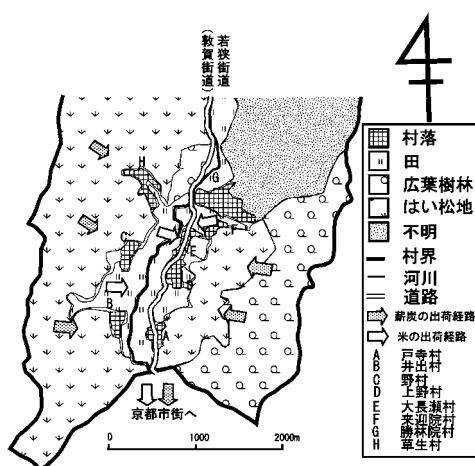 若狭街道
(敦賀街道)
H
G
C
F
E
D
B
A
京都市街へ
0 1000 2000m
村落
田
広葉樹林
はい松地
不明
村界
河川
道路
薪炭の出荷経路
米の出荷経路
A 戸寺村
B 井出村
C 野村
D 上野村
E 大長瀬村
F 来迎院村
G 勝林院村
H 草生村